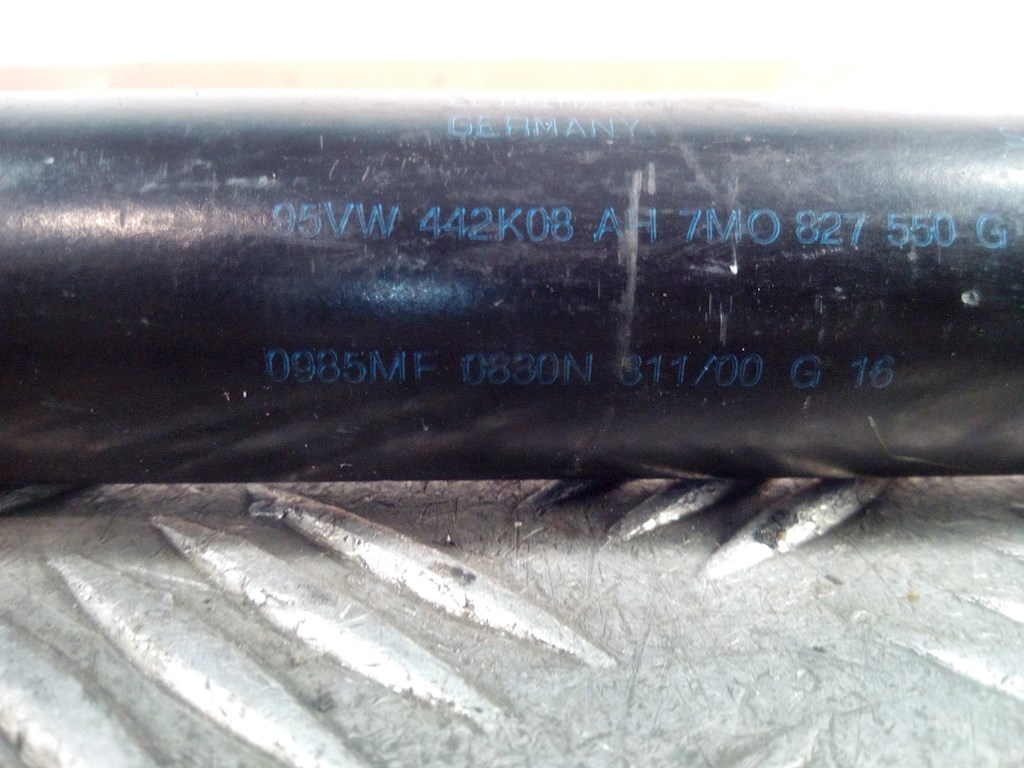 GERMANY
95VW 442K08 AH 7M0 827 550 G
0985MF 0830N 311/00 G 16